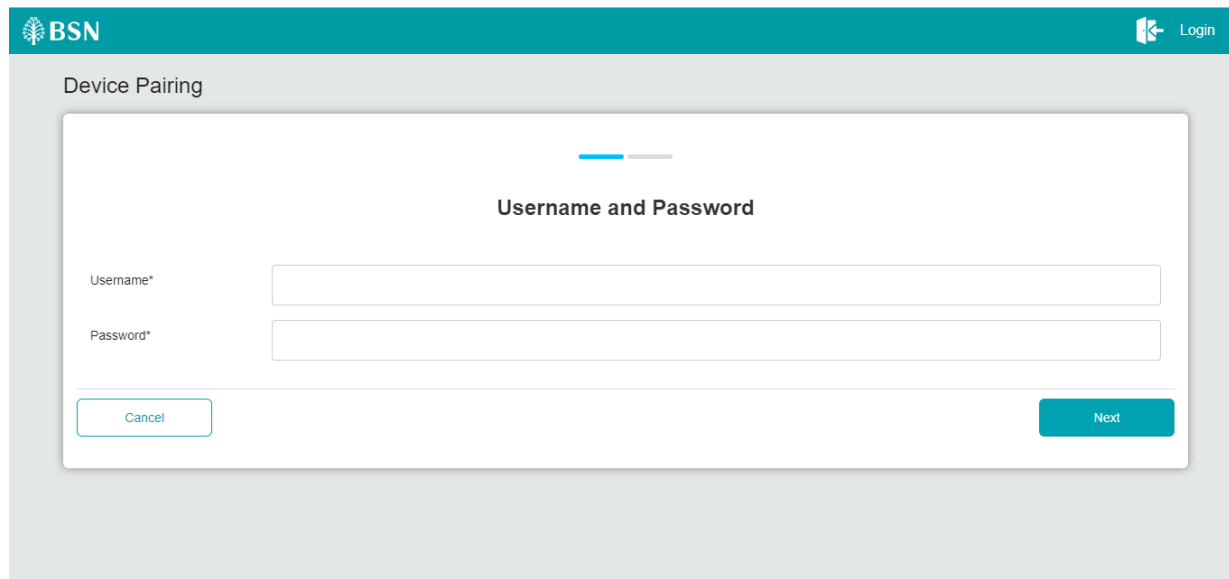 BSN
Login
Device Pairing
Username and Password
Username*
Password*
Cancel
Next